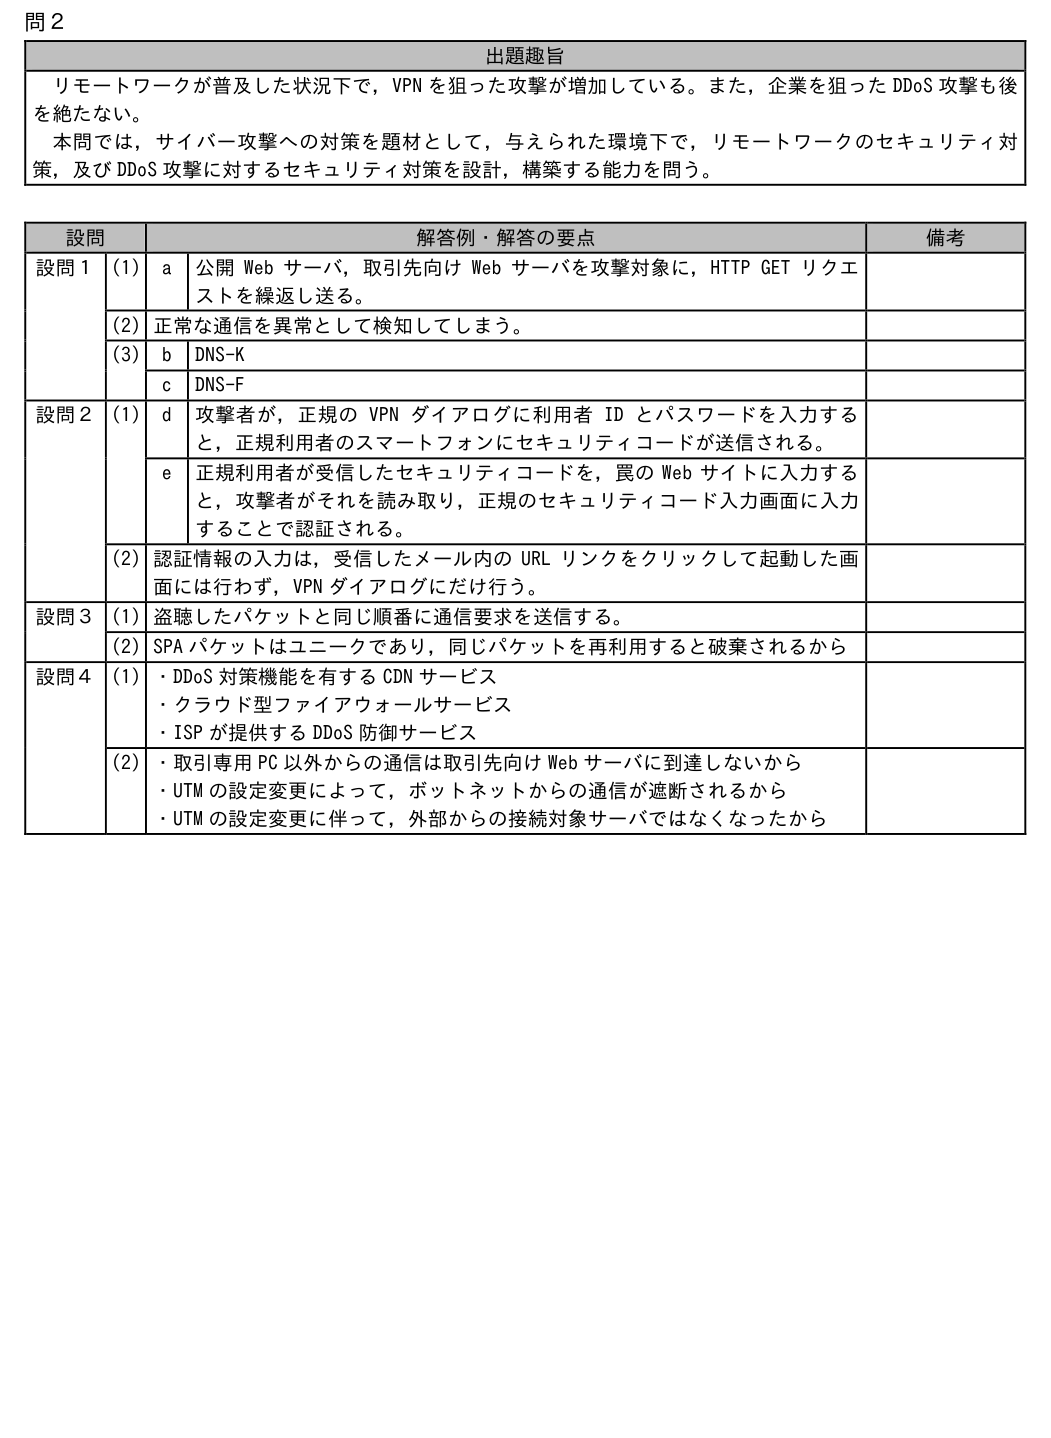 問２
出題趣旨
リモートワークが普及した状況下で，VPN を狙った攻撃が増加している。また，企業を狙った DDoS 攻撃も後
を絶たない。
本問では，サイバー攻撃への対策を題材として，与えられた環境下で，リモートワークのセキュリティ対
策，及び DDoS 攻撃に対するセキュリティ対策を設計，構築する能力を問う。
設問 解答例・解答の要点 備考
設問１ (1) a 公開 Web サーバ，取引先向け Web サーバを攻撃対象に，HTTP GET リクエ
ストを繰返し送る。
(2) 正常な通信を異常として検知してしまう。
(3) b DNS-K
c DNS-F
設問２ (1) d 攻撃者が，正規の VPN ダイアログに利用者 ID とパスワードを入力する
と，正規利用者のスマートフォンにセキュリティコードが送信される。
e 正規利用者が受信したセキュリティコードを，罠の Web サイトに入力する
と，攻撃者がそれを読み取り，正規のセキュリティコード入力画面に入力
することで認証される。
(2) 認証情報の入力は，受信したメール内の URL リンクをクリックして起動した画
面には行わず，VPN ダイアログにだけ行う。
設問３ (1) 盗聴したパケットと同じ順番に通信要求を送信する。
(2) SPA パケットはユニークであり，同じパケットを再利用すると破棄されるから
設問４ (1) ・DDoS 対策機能を有する CDN サービス
・クラウド型ファイアウォールサービス
・ISP が提供する DDoS 防御サービス
(2) ・取引専用 PC 以外からの通信は取引先向け Web サーバに到達しないから
・UTM の設定変更によって，ボットネットからの通信が遮断されるから
・UTM の設定変更に伴って，外部からの接続対象サーバではなくなったから